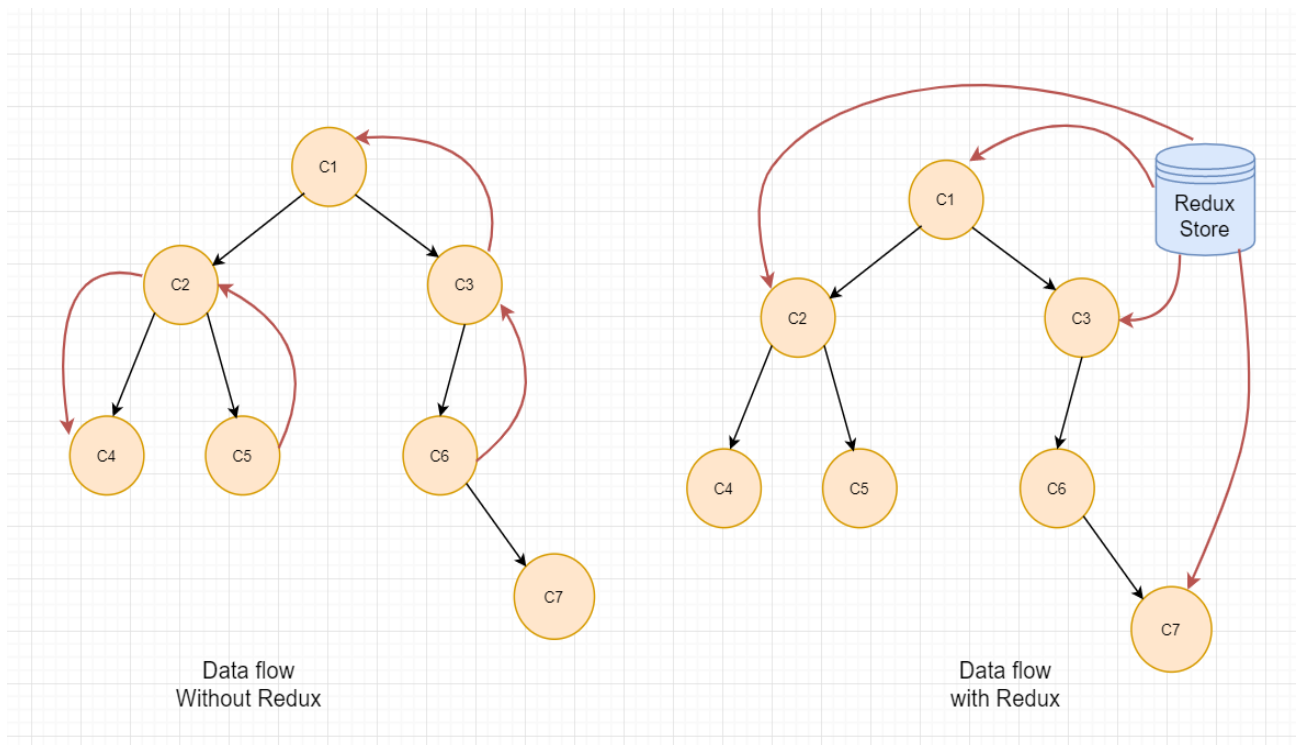 C1
C2
C3
C4
C5
C6
C7
Data flow
Without Redux
Redux
Store
C1
C2
C3
C4
C5
C6
C7
Data flow
with Redux